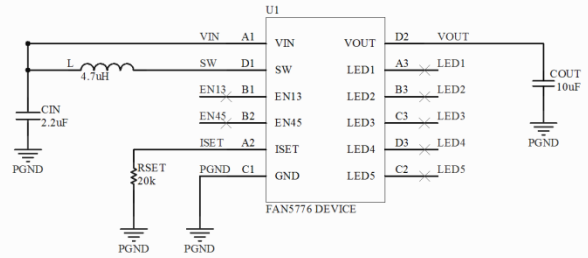 U1
VIN A1 VIN VOUT D2 VOUT
L 4.7uH SW D1 SW LED1 A3 LED1
EN13 B1 EN13 LED2 B3 LED2
EN45 B2 EN45 LED3 C3 LED3
ISET A2 ISET LED4 D3 LED4
PGND C1 GND LED5 C2 LED5
FAN5776 DEVICE
CIN
2.2uF
PGND
RSET
20k
PGND
PGND
COUT
10uF
PGND